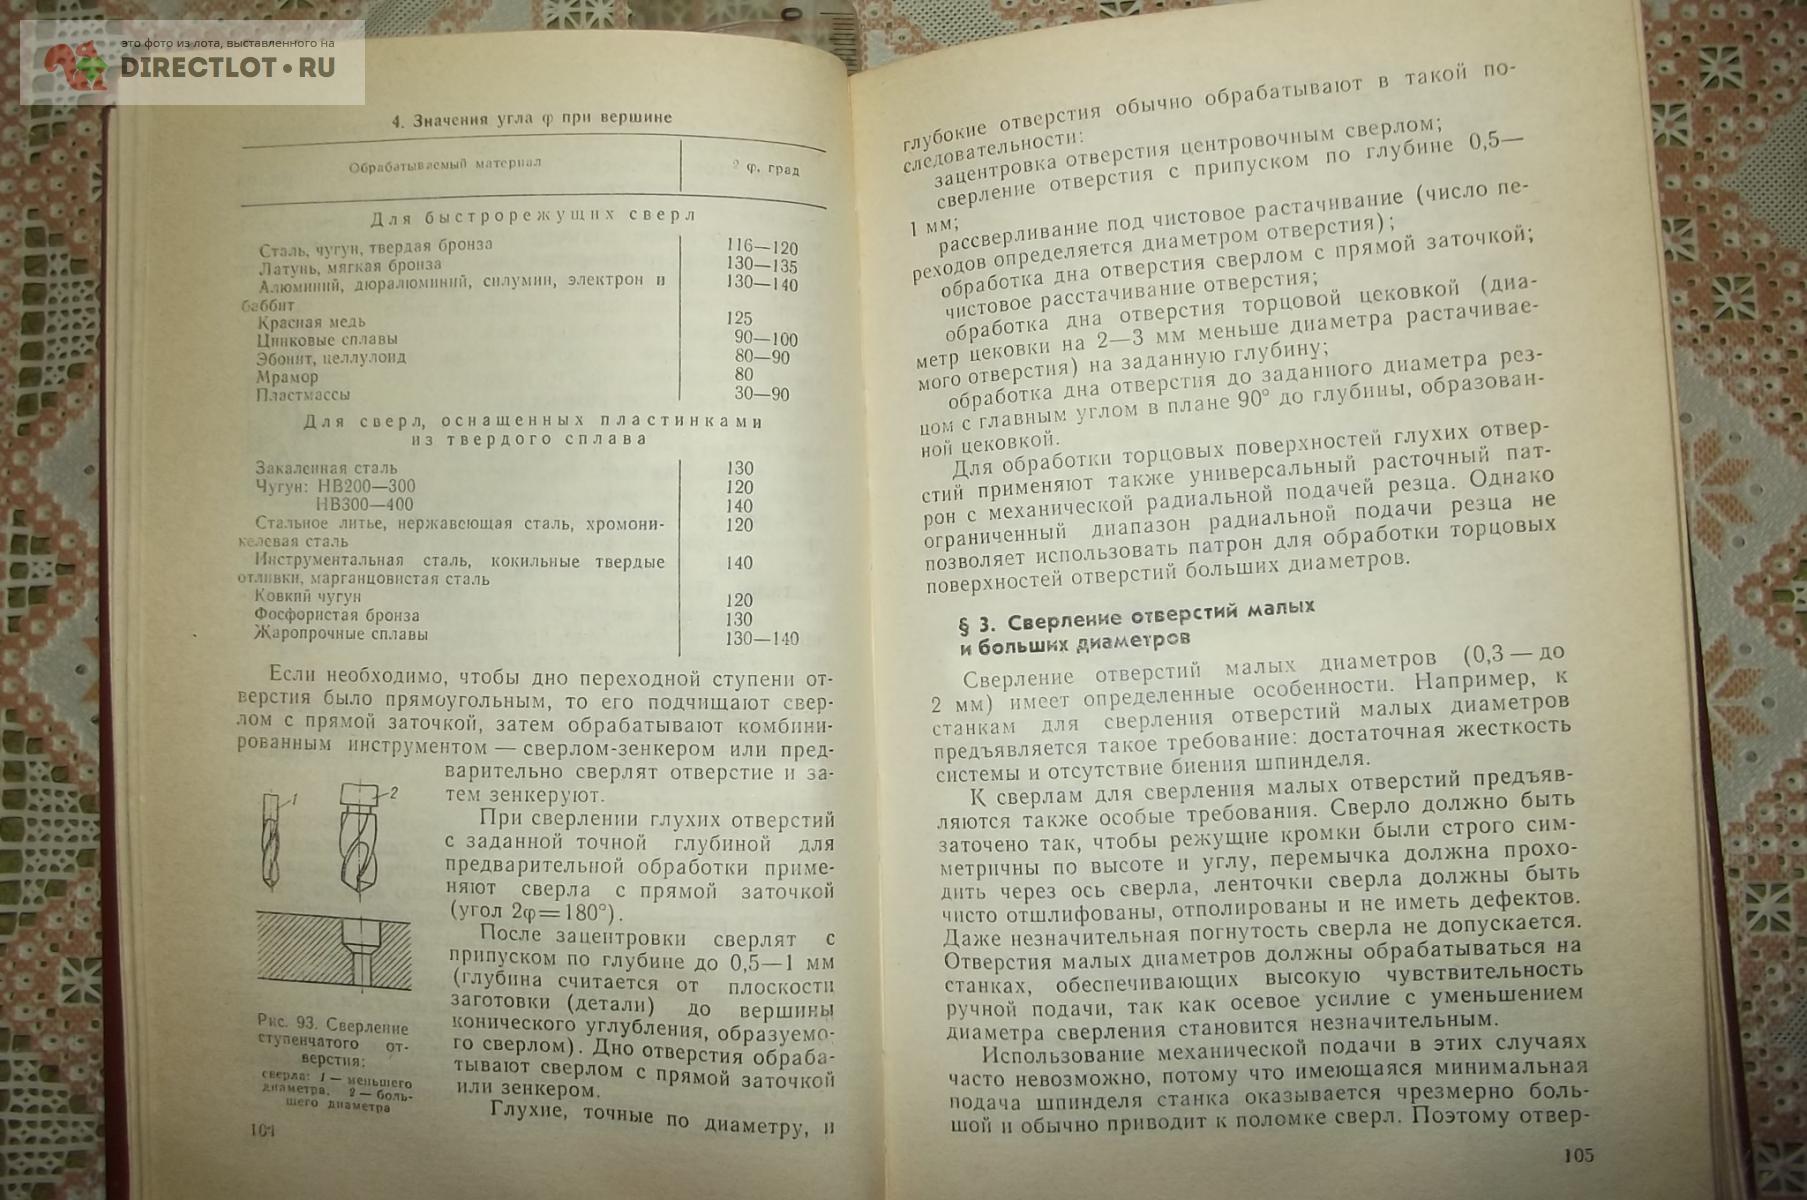 это фото из лота, выставленного на
DIRECTLOT•RU
4. Значения угла φ при вершине
Обрабатываемый материал
2 φ, град
Для быстрорежущих сверл
Сталь, чугун, твердая бронза 116—120
Латунь, мягкая бронза 130—135
Алюминий, дюралюминий, силумин, электрон и 130—140
баббит
Красная медь 125
Цинковые сплавы 90—100
Эбонит, целлулоид 80—90
Мрамор 80
Пластмассы 30—90
Для сверл, оснащенных пластинками
из твердого сплава
Закаленная сталь 130
Чугун: НВ200—300 120
НВ300—400 140
Стальное литье, нержавеющая сталь, хромони- 120
келевая сталь
Инструментальная сталь, кокильные твердые 140
отливки, марганцовистая сталь
Ковкий чугун 120
Фосфористая бронза 130
Жаропрочные сплавы 130—140
Если необходимо, чтобы дно переходной ступени от-
верстия было прямоугольным, то его подчищают свер-
лом с прямой заточкой, затем обрабатывают комбини-
рованным инструментом — сверлом-зенкером или пред-
варительно сверлят отверстие и за-
тем зенкеруют.
При сверлении глухих отверстий
с заданной точной глубиной для
предварительной обработки приме-
няют сверла с прямой заточкой
(угол 2φ=180°).
После зацентровки сверлят с
припуском по глубине до 0,5—1 мм
(глубина считается от плоскости
заготовки (детали) до вершины
конического углубления, образуемо-
го сверлом). Дно отверстия обраба-
тывают сверлом с прямой заточкой
или зенкером.
Глухие, точные по диаметру, и
1
2
Рис. 93. Сверление
ступенчатого от-
верстия:
сверла: 1 — меньшего
диаметра, 2 — боль-
шего диаметра
104
глубокие отверстия обычно обрабатывают в такой по-
следовательности:
зацентровка отверстия центровочным сверлом;
сверление отверстия с припуском по глубине 0,5—
1 мм;
рассверливание под чистовое растачивание (число пе-
реходов определяется диаметром отверстия);
обработка дна отверстия сверлом с прямой заточкой;
чистовое расстачивание отверстия;
обработка дна отверстия торцовой цековкой (диа-
метр цековки на 2—3 мм меньше диаметра растачивае-
мого отверстия) на заданную глубину;
обработка дна отверстия до заданного диаметра рез-
цом с главным углом в плане 90° до глубины, образован-
ной цековкой.
Для обработки торцовых поверхностей глухих отвер-
стий применяют также универсальный расточный пат-
рон с механической радиальной подачей резца. Однако
ограниченный диапазон радиальной подачи резца не
позволяет использовать патрон для обработки торцовых
поверхностей отверстий больших диаметров.
§ 3. Сверление отверстий малых
и больших диаметров
Сверление отверстий малых диаметров (0,3 — до
2 мм) имеет определенные особенности. Например, к
станкам для сверления отверстий малых диаметров
предъявляется такое требование: достаточная жесткость
системы и отсутствие биения шпинделя.
К сверлам для сверления малых отверстий предъяв-
ляются также особые требования. Сверло должно быть
заточено так, чтобы режущие кромки были строго сим-
метричны по высоте и углу, перемычка должна прохо-
дить через ось сверла, ленточки сверла должны быть
чисто отшлифованы, отполированы и не иметь дефектов.
Даже незначительная погнутость сверла не допускается.
Отверстия малых диаметров должны обрабатываться на
станках, обеспечивающих высокую чувствительность
ручной подачи, так как осевое усилие с уменьшением
диаметра сверления становится незначительным.
Использование механической подачи в этих случаях
часто невозможно, потому что имеющаяся минимальная
подача шпинделя станка оказывается чрезмерно боль-
шой и обычно приводит к поломке сверл. Поэтому отвер-
105